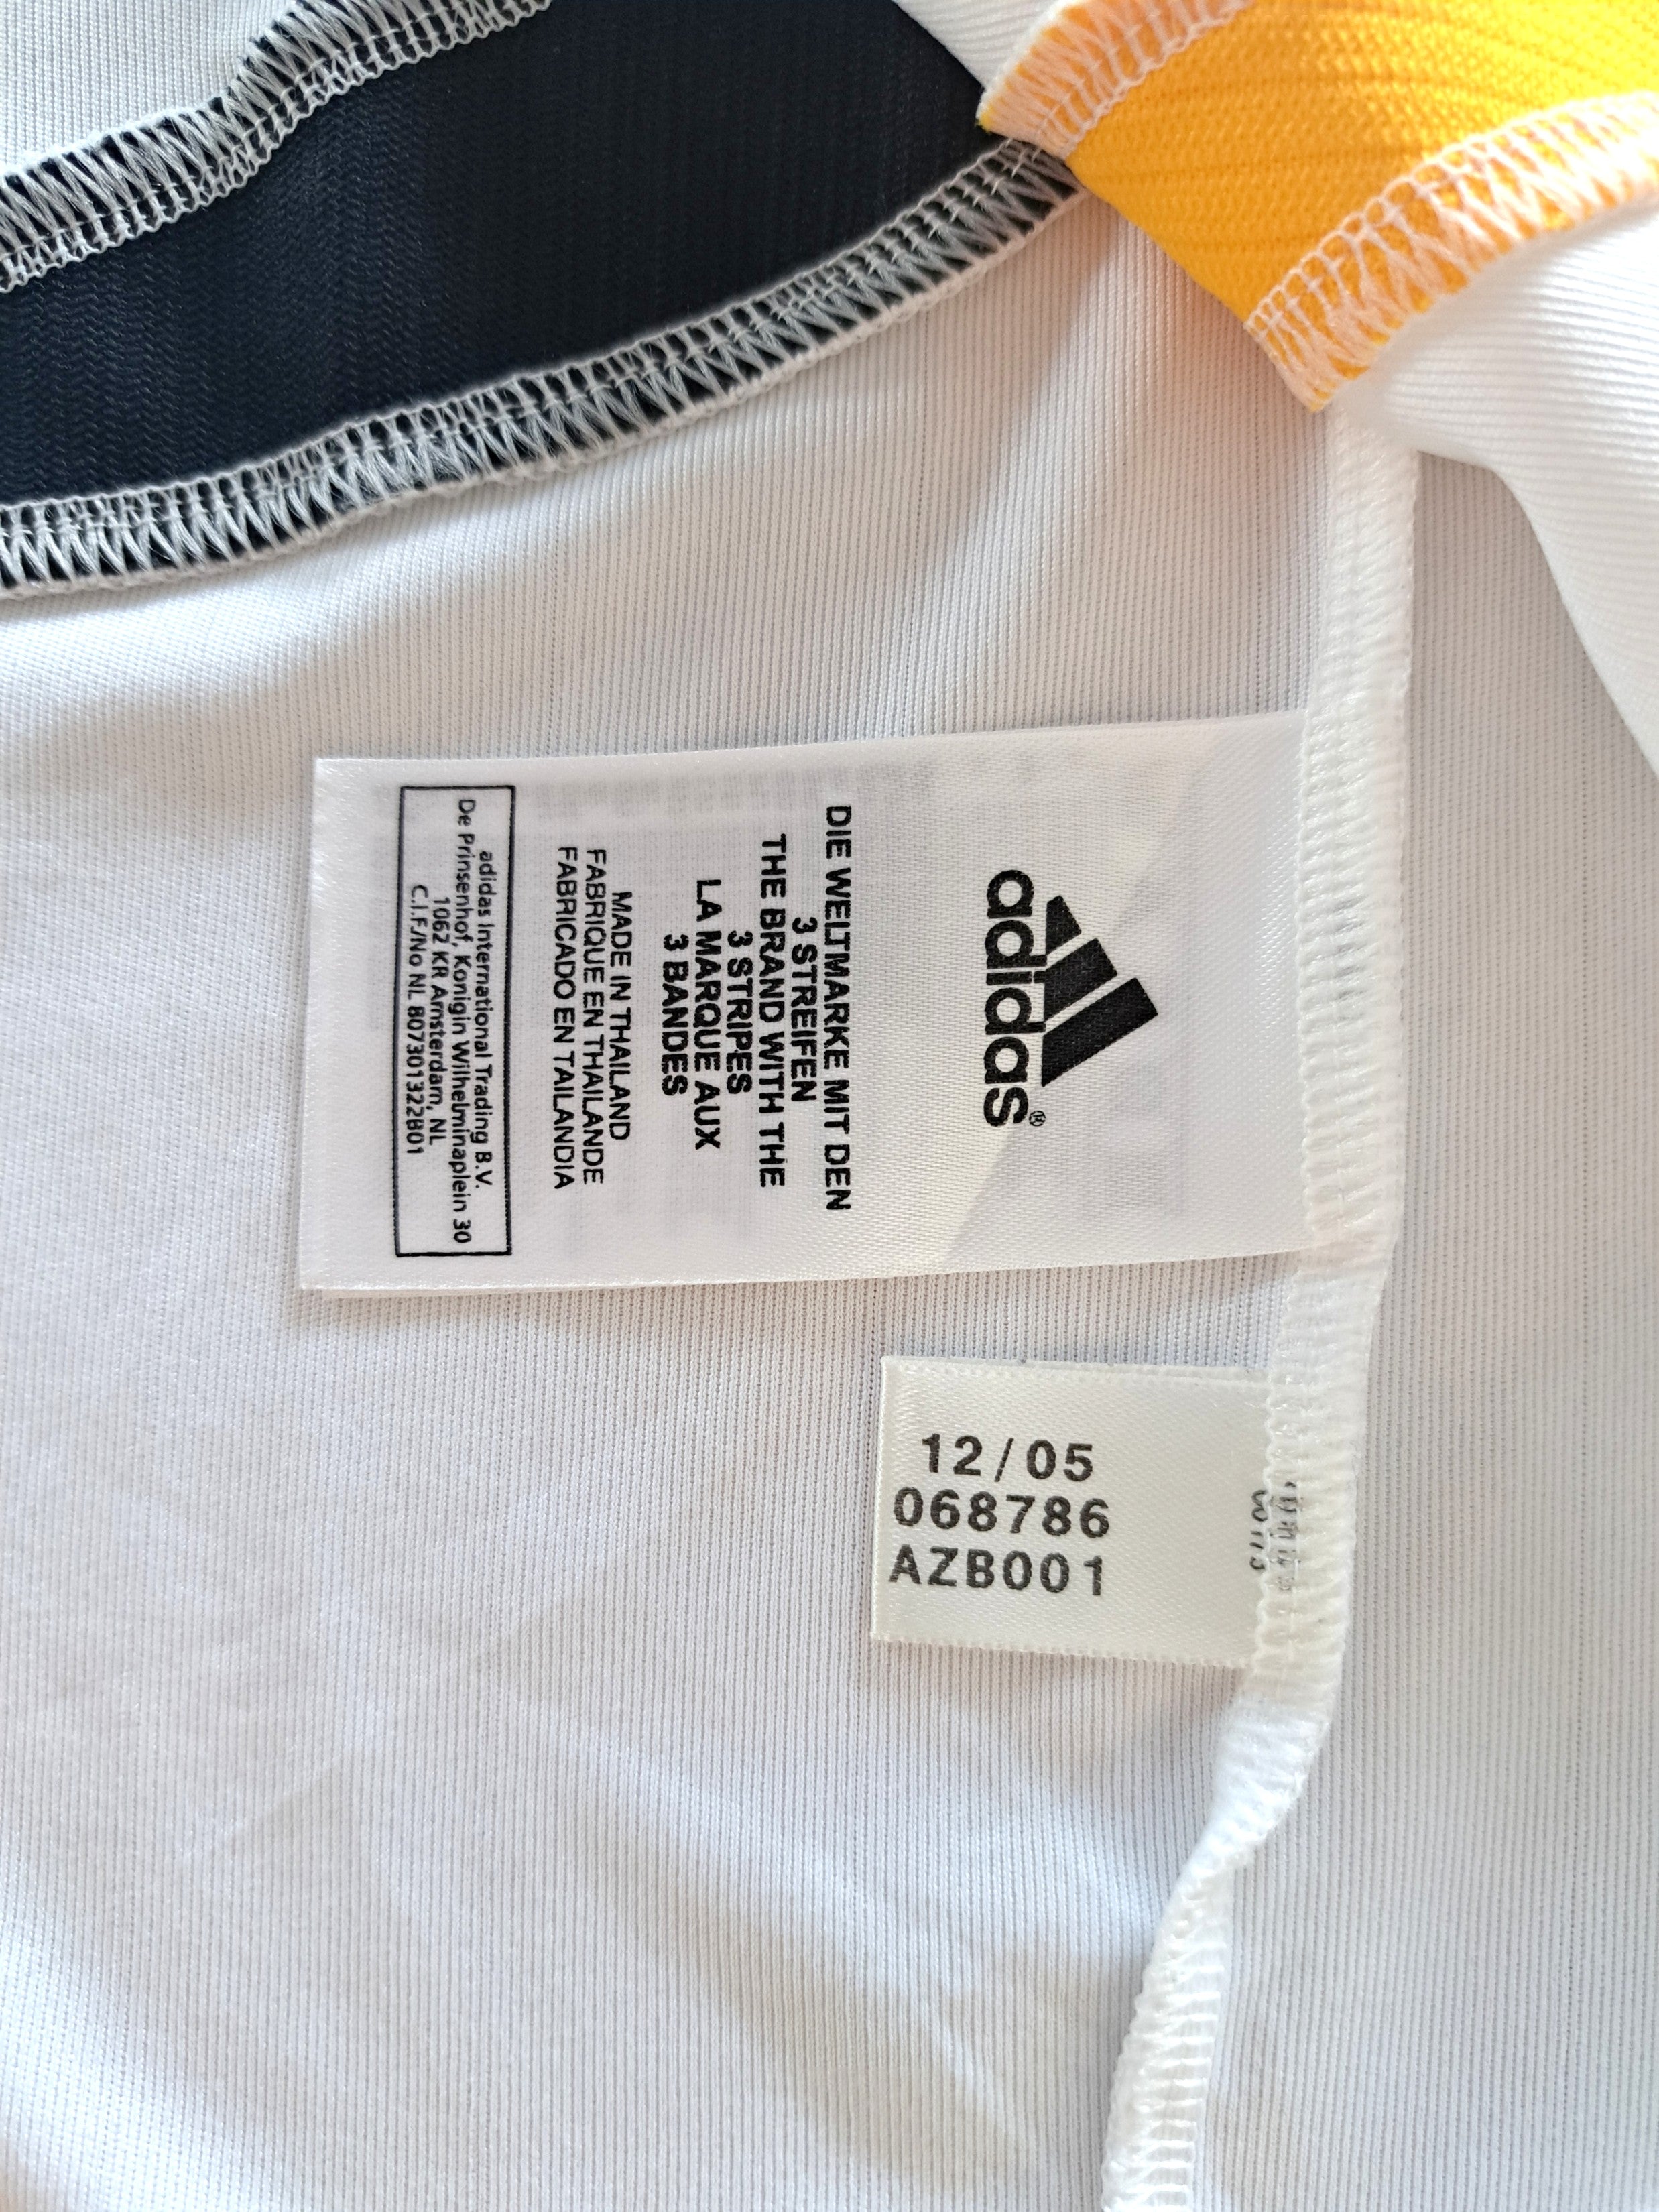 adidas®
DIE WELTMARKE MIT DEN
3 STREIFEN
THE BRAND WITH THE
3 STRIPES
LA MARQUE AUX
3 BANDES
MADE IN THAILAND
FABRIQUE EN THAILANDE
FABRICADO EN TAILANDIA
adidas International Trading B.V.
De Prinsenhof, Konigin Wilhelminaplein 30
1062 KR Amsterdam, NL
C.I.F./No NL 807301322B01
12/05
068786
AZB001